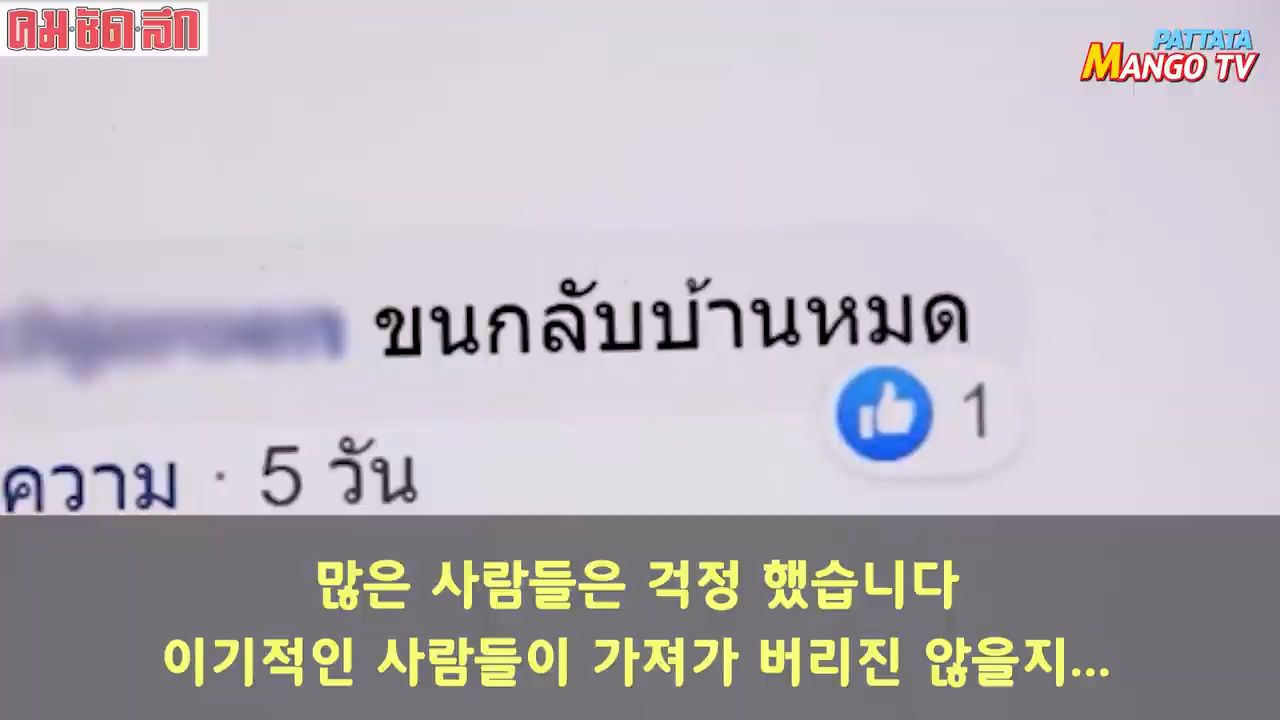 คม·ชัด·ลึก
PATTATA
MANGO TV
ขนกลับบ้านหมด
1
ความ · 5 วัน
많은 사람들은 걱정 했습니다
이기적인 사람들이 가져가 버리진 않을지...